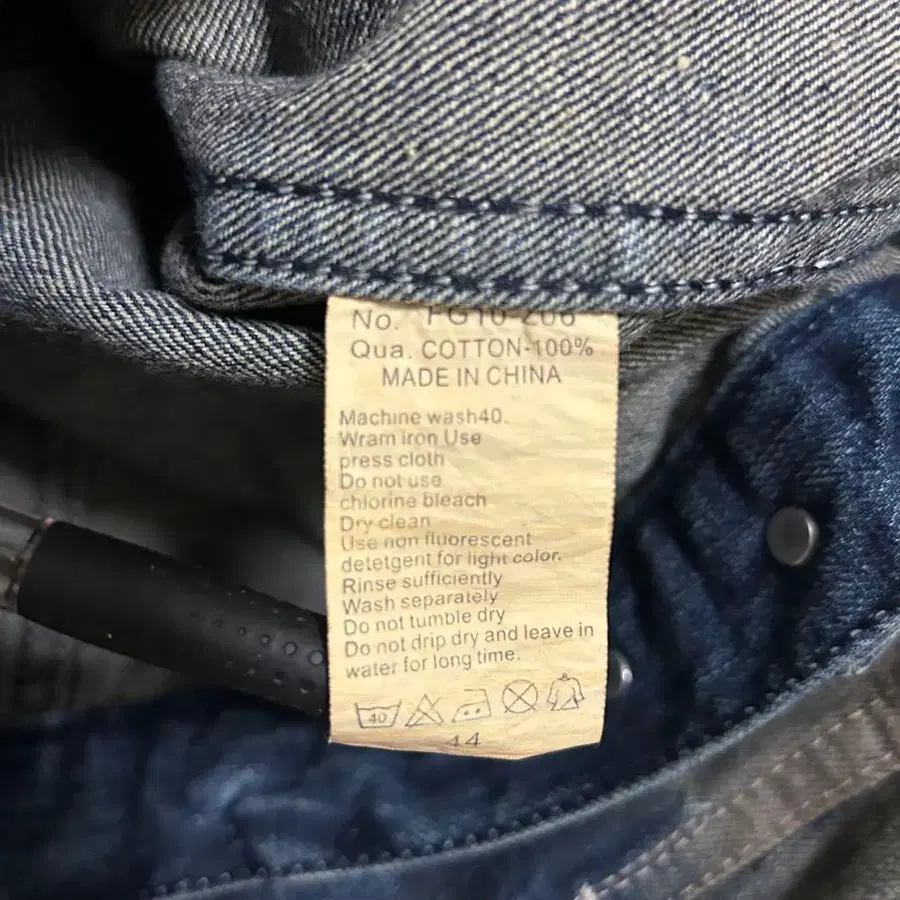 No. FG10-Z06
Qua. COTTON-100%
MADE IN CHINA
Machine wash40.
Wram iron Use
press cloth
Do not use
chlorine bleach
Dry clean
Use non fluorescent
detetgent for light color.
Rinse sufficiently
Wash separately
Do not tumble dry
Do not drip dry and leave in
water for long time.
40
44